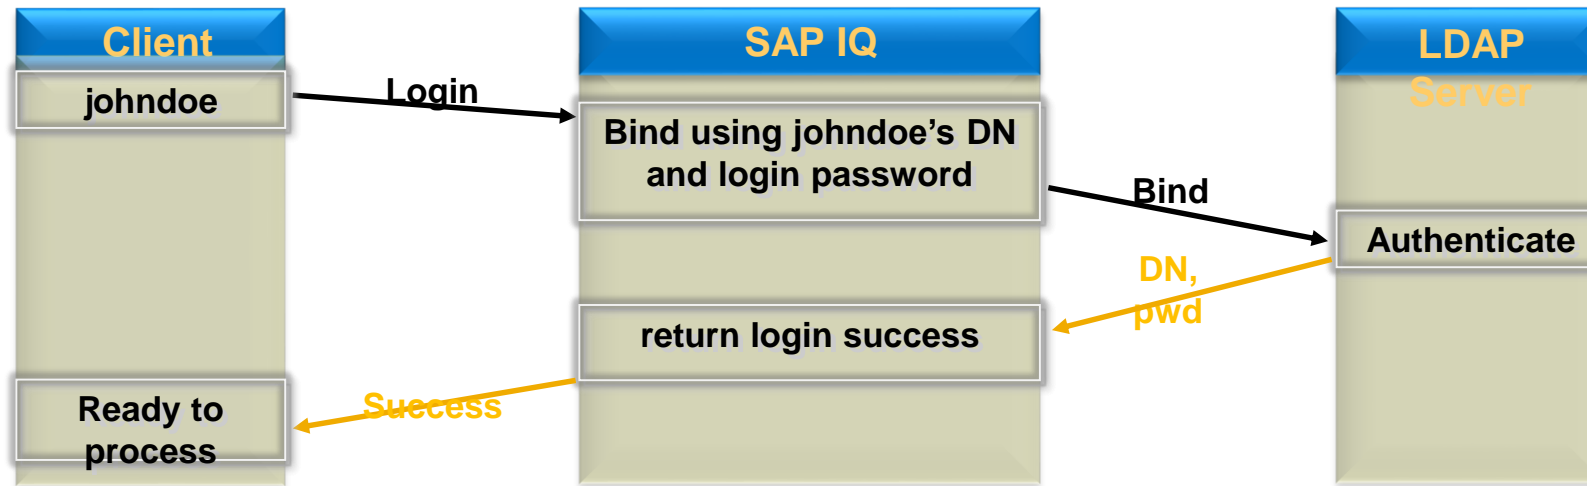 Client
SAP IQ
LDAP
Server
johndoe
Login
Bind using johndoe’s DN
and login password
Bind
Authenticate
DN,
pwd
return login success
Success
Ready to
process